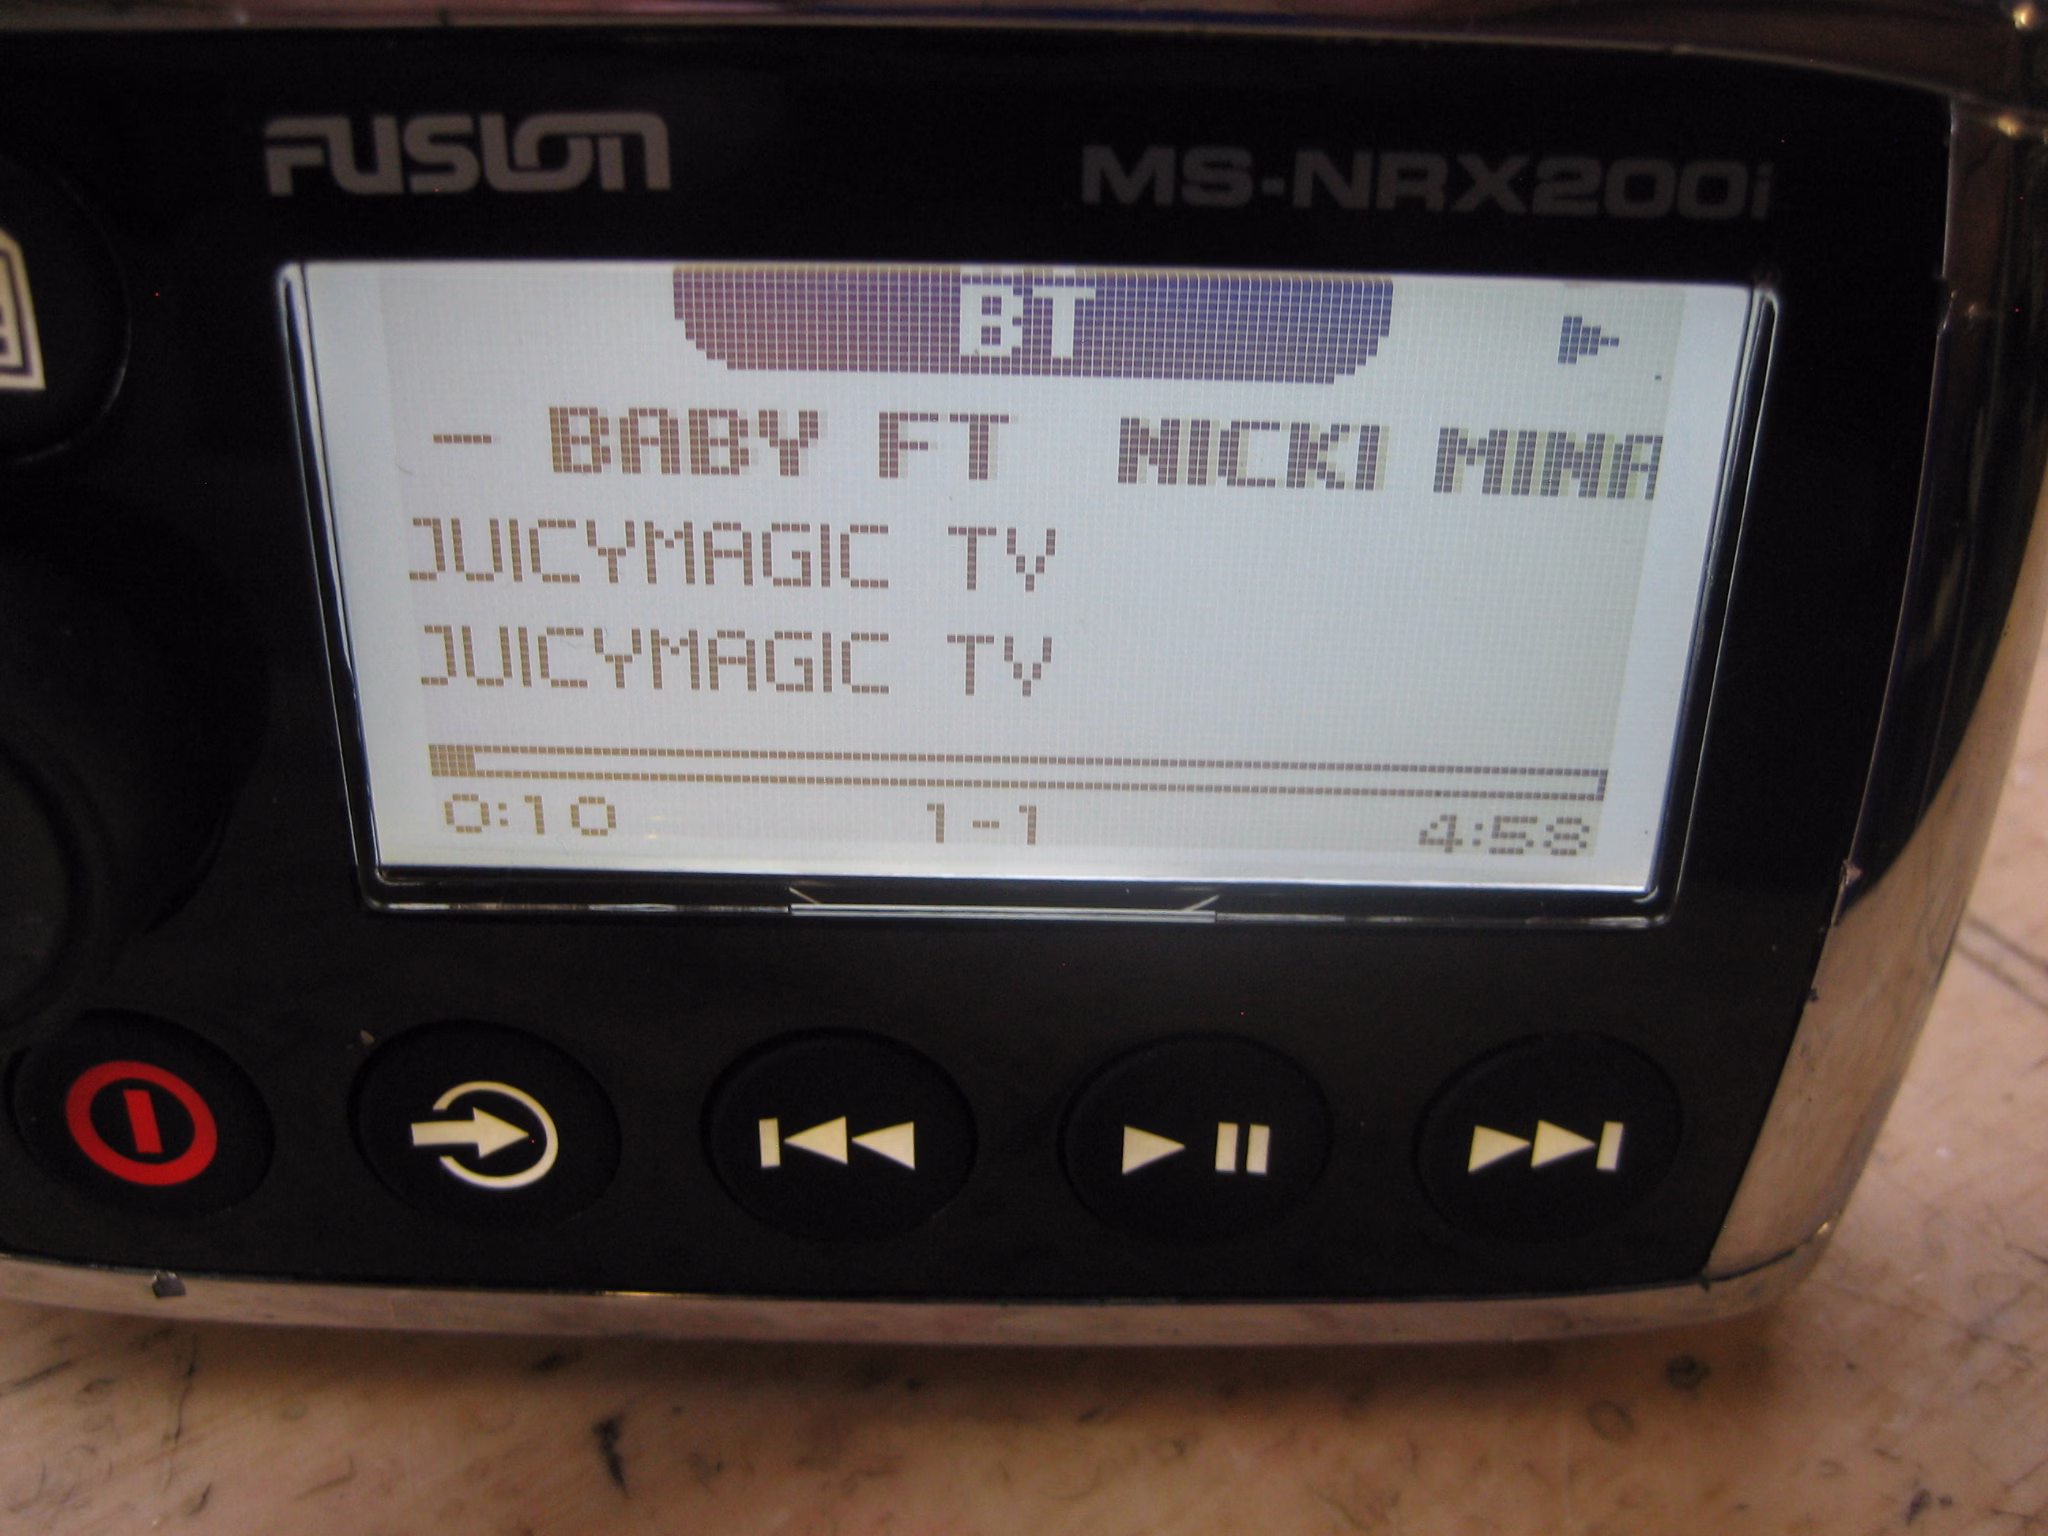 FUSION
MS-NRX200i
BT
- BABY FT NICKI MINA
JUICYMAGIC TV
JUICYMAGIC TV
0:10 1-1 4:58